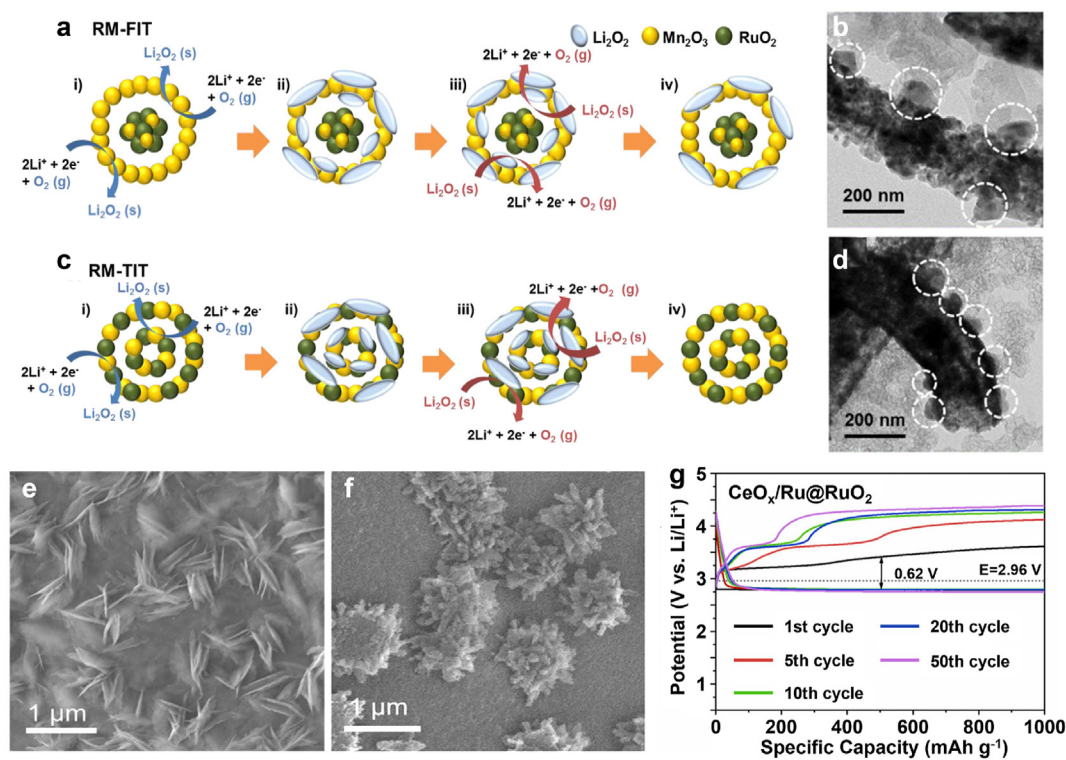 a
RM-FIT
Li₂O₂
Mn₂O₃
RuO₂
i)
Li₂O₂ (s)
2Li⁺ + 2e⁻
+ O₂ (g)
2Li⁺ + 2e⁻
+ O₂ (g)
Li₂O₂ (s)
ii)
iii)
2Li⁺ + 2e⁻ + O₂ (g)
Li₂O₂ (s)
Li₂O₂ (s)
2Li⁺ + 2e⁻ + O₂ (g)
iv)
b
200 nm
c
RM-TIT
i)
Li₂O₂ (s)
2Li⁺ + 2e⁻
+ O₂ (g)
2Li⁺ + 2e⁻
+ O₂ (g)
Li₂O₂ (s)
ii)
iii)
2Li⁺ + 2e⁻ +O₂ (g)
Li₂O₂ (s)
Li₂O₂ (s)
2Li⁺ + 2e⁻ + O₂ (g)
iv)
d
200 nm
e
1 μm
f
1 μm
g
CeOₓ/Ru@RuO₂
0.62 V
E=2.96 V
1st cycle
20th cycle
5th cycle
50th cycle
10th cycle
5
4
3
2
1
Potential (V vs. Li/Li⁺)
0 200 400 600 800 1000
Specific Capacity (mAh g⁻¹)